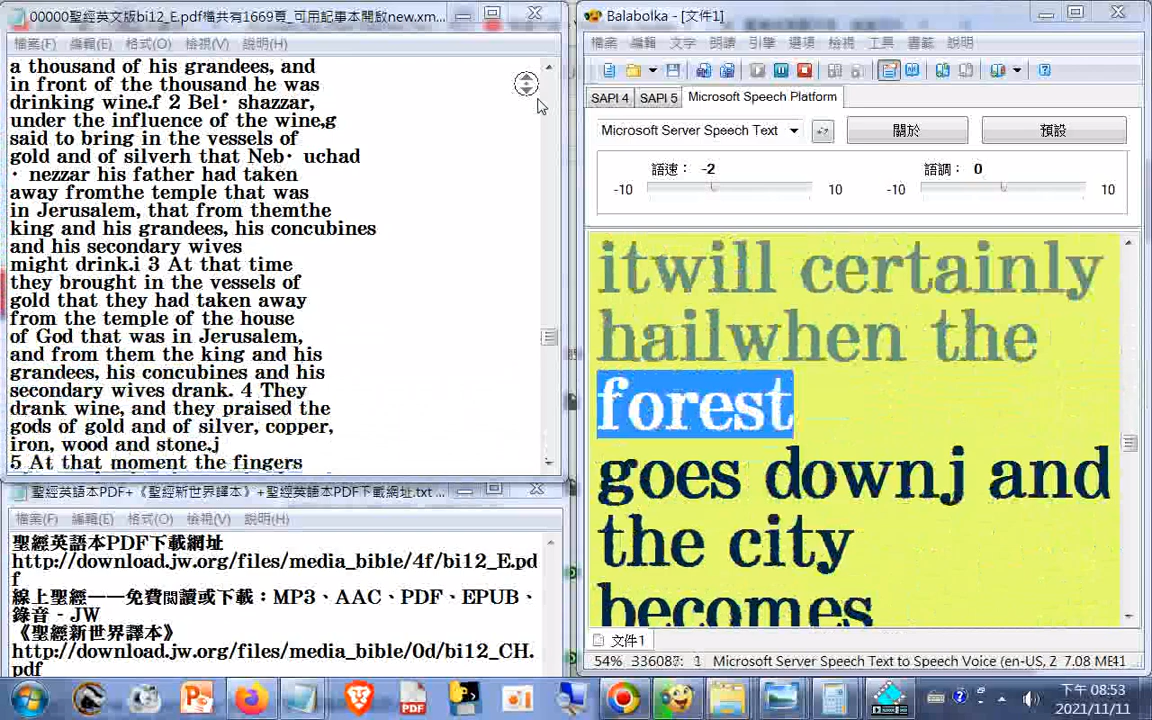 00000聖經英文版bi12_E.pdf檔共有1669頁_可用記事本開啟new.xm...
檔案(F) 編輯(E) 格式(O) 檢視(V) 說明(H)
a thousand of his grandees, and
in front of the thousand he was
drinking wine.f 2 Bel· shazzar,
under the influence of the wine,g
said to bring in the vessels of
gold and of silverh that Neb· uchad
· nezzar his father had taken
away fromthe temple that was
in Jerusalem, that from themthe
king and his grandees, his concubines
and his secondary wives
might drink.i 3 At that time
they brought in the vessels of
gold that they had taken away
from the temple of the house
of God that was in Jerusalem,
and from them the king and his
grandees, his concubines and his
secondary wives drank. 4 They
drank wine, and they praised the
gods of gold and of silver, copper,
iron, wood and stone.j
5 At that moment the fingers
聖經英語本PDF+《聖經新世界譯本》+聖經英語本PDF下載網址.txt ...
檔案(F) 編輯(E) 格式(O) 檢視(V) 說明(H)
聖經英語本PDF下載網址
http://download.jw.org/files/media_bible/4f/bi12_E.pd
f
線上聖經——免費閱讀或下載：MP3、AAC、PDF、EPUB、
錄音 - JW
《聖經新世界譯本》
http://download.jw.org/files/media_bible/0d/bi12_CH.
pdf
Balabolka - [文件1]
檔案 編輯 文字 朗讀 引擎 選項 檢視 工具 書籤 說明
SAPI 4 SAPI 5 Microsoft Speech Platform
Microsoft Server Speech Text 關於 預設
語速： -2 語調： 0
-10 10 -10 10
itwill certainly
hailwhen the
forest
goes downj and
the city
becomes
文件1
54% 336087: 1 Microsoft Server Speech Text to Speech Voice (en-US, Z 7.08 ME41
下午 08:53
2021/11/11